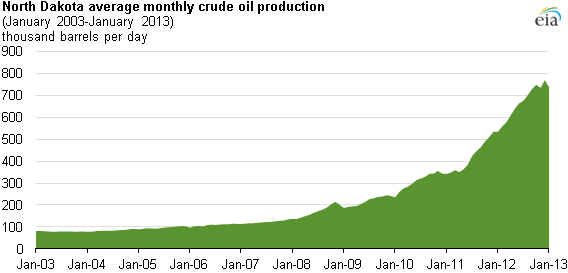 North Dakota average monthly crude oil production
(January 2003-January 2013)
thousand barrels per day
eia
900
800
700
600
500
400
300
200
100
0
Jan-03 Jan-04 Jan-05 Jan-06 Jan-07 Jan-08 Jan-09 Jan-10 Jan-11 Jan-12 Jan-13